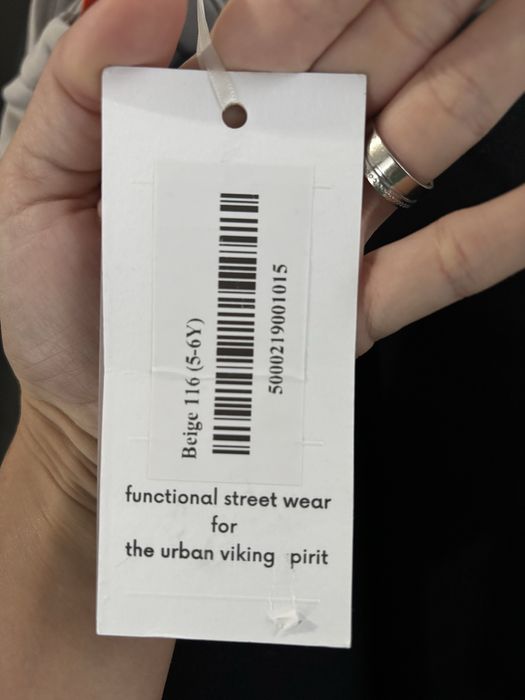 Beige 116 (5-6Y)
5000219001015
functional street wear
for
the urban viking pirit